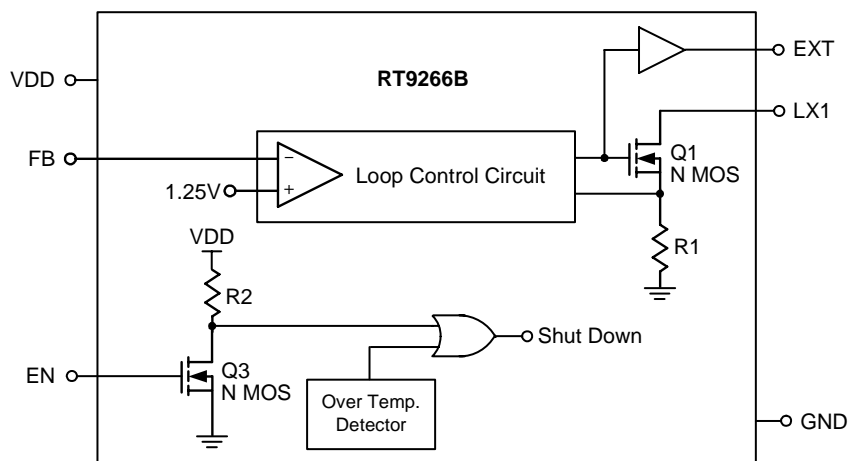 EXT
VDD
RT9266B
LX1
FB
−
Loop Control Circuit
Q1
N MOS
1.25V
+
VDD
R1
R2
Shut Down
EN
Q3
N MOS
Over Temp.
Detector
GND